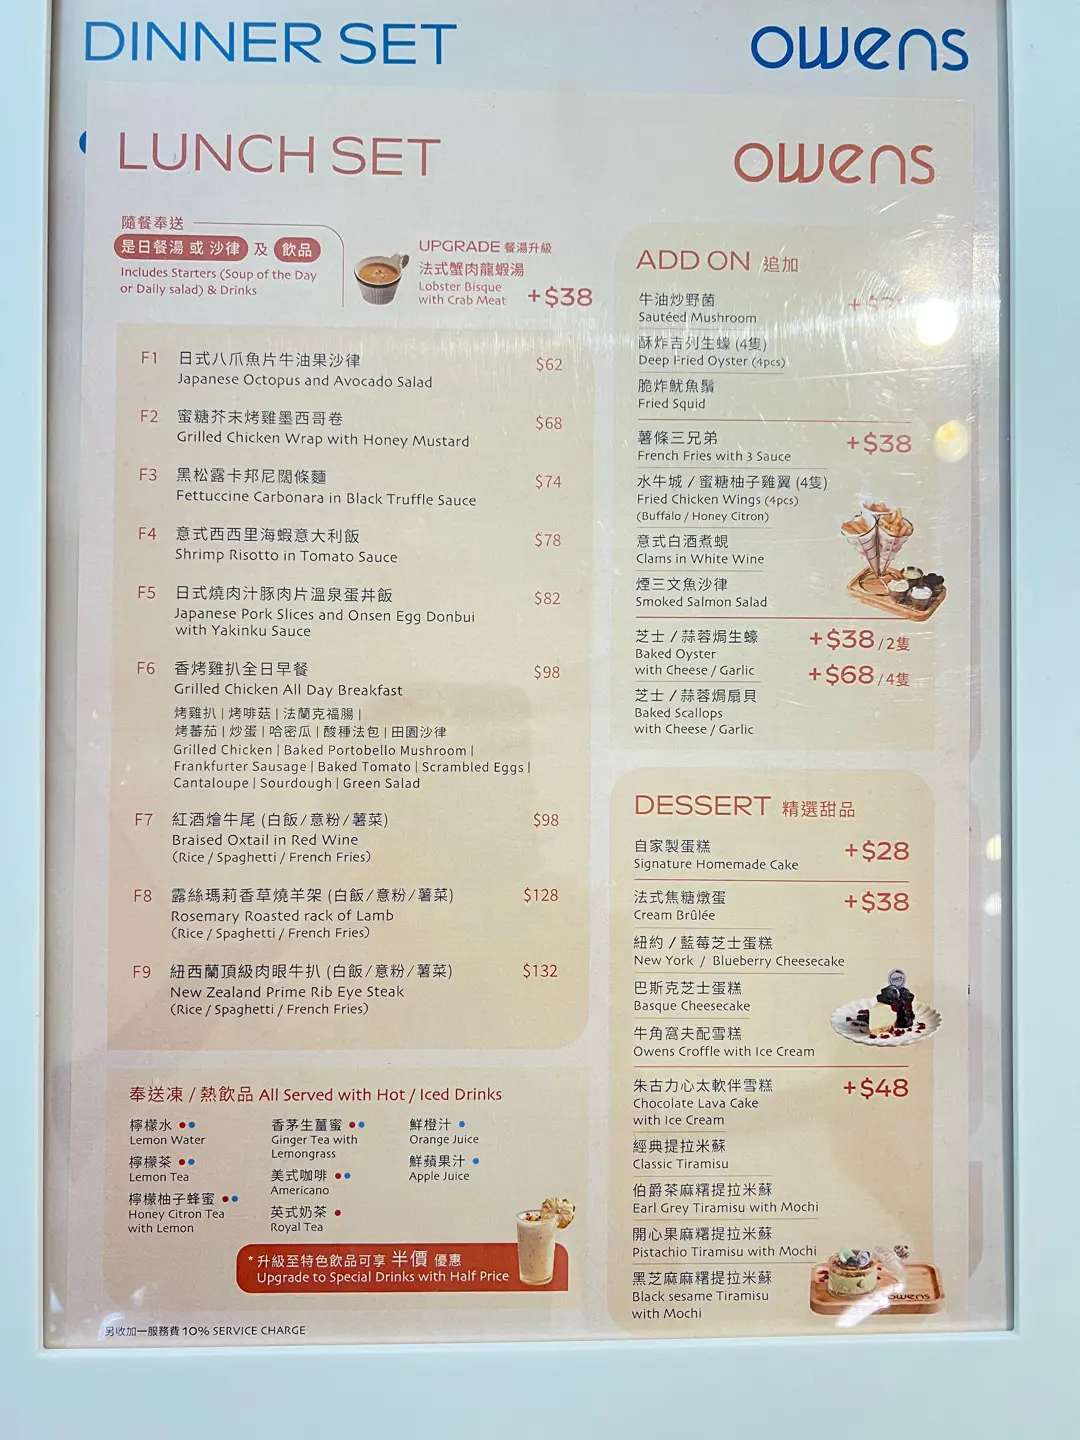 DINNER SET
owens
LUNCH SET
owens
隨餐奉送
是日餐湯 或 沙律 及 飲品
Includes Starters (Soup of the Day
or Daily salad) & Drinks
UPGRADE 餐湯升級
法式蟹肉龍蝦湯
Lobster Bisque
with Crab Meat
+$38
F1 日式八爪魚片牛油果沙律 $62
Japanese Octopus and Avocado Salad
F2 蜜糖芥末烤雞墨西哥卷 $68
Grilled Chicken Wrap with Honey Mustard
F3 黑松露卡邦尼闊條麵 $74
Fettuccine Carbonara in Black Truffle Sauce
F4 意式西西里海蝦意大利飯 $78
Shrimp Risotto in Tomato Sauce
F5 日式燒肉汁豚肉片溫泉蛋丼飯 $82
Japanese Pork Slices and Onsen Egg Donbui
with Yakinku Sauce
F6 香烤雞扒全日早餐 $98
Grilled Chicken All Day Breakfast
烤雞扒 | 烤啡菇 | 法蘭克福腸 |
烤蕃茄 | 炒蛋 | 哈密瓜 | 酸種法包 | 田園沙律
Grilled Chicken | Baked Portobello Mushroom |
Frankfurter Sausage | Baked Tomato | Scrambled Eggs |
Cantaloupe | Sourdough | Green Salad
F7 紅酒燴牛尾 (白飯/意粉/薯菜) $98
Braised Oxtail in Red Wine
(Rice / Spaghetti / French Fries)
F8 露絲瑪莉香草燒羊架 (白飯/意粉/薯菜) $128
Rosemary Roasted rack of Lamb
(Rice / Spaghetti / French Fries)
F9 紐西蘭頂級肉眼牛扒 (白飯/意粉/薯菜) $132
New Zealand Prime Rib Eye Steak
(Rice / Spaghetti / French Fries)
奉送凍 / 熱飲品 All Served with Hot / Iced Drinks
檸檬水
Lemon Water
檸檬茶
Lemon Tea
檸檬柚子蜂蜜
Honey Citron Tea
with Lemon
香茅生薑蜜
Ginger Tea with
Lemongrass
美式咖啡
Americano
英式奶茶
Royal Tea
鮮橙汁
Orange Juice
鮮蘋果汁
Apple Juice
* 升級至特色飲品可享 半價 優惠
Upgrade to Special Drinks with Half Price
另收加一服務費 10% SERVICE CHARGE
ADD ON 追加
牛油炒野菌
Sautéed Mushroom
酥炸吉列生蠔 (4隻)
Deep Fried Oyster (4pcs)
脆炸魷魚鬚
Fried Squid
薯條三兄弟 +$38
French Fries with 3 Sauce
水牛城 / 蜜糖柚子雞翼 (4隻)
Fried Chicken Wings (4pcs)
(Buffalo / Honey Citron)
意式白酒煮蜆
Clams in White Wine
煙三文魚沙律
Smoked Salmon Salad
芝士 / 蒜蓉焗生蠔 +$38 /2隻
Baked Oyster
with Cheese / Garlic +$68 /4隻
芝士 / 蒜蓉焗扇貝
Baked Scallops
with Cheese / Garlic
DESSERT 精選甜品
自家製蛋糕 +$28
Signature Homemade Cake
法式焦糖燉蛋 +$38
Cream Brûlée
紐約 / 藍莓芝士蛋糕
New York / Blueberry Cheesecake
巴斯克芝士蛋糕
Basque Cheesecake
牛角窩夫配雪糕
Owens Croffle with Ice Cream
朱古力心太軟伴雪糕 +$48
Chocolate Lava Cake
with Ice Cream
經典提拉米蘇
Classic Tiramisu
伯爵茶麻糬提拉米蘇
Earl Grey Tiramisu with Mochi
開心果麻糬提拉米蘇
Pistachio Tiramisu with Mochi
黑芝麻麻糬提拉米蘇
Black sesame Tiramisu
with Mochi
owens